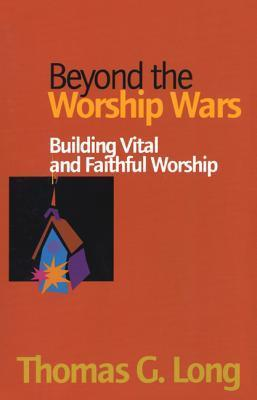 Beyond the
Worship Wars
Building Vital
and Faithful Worship
Thomas G. Long